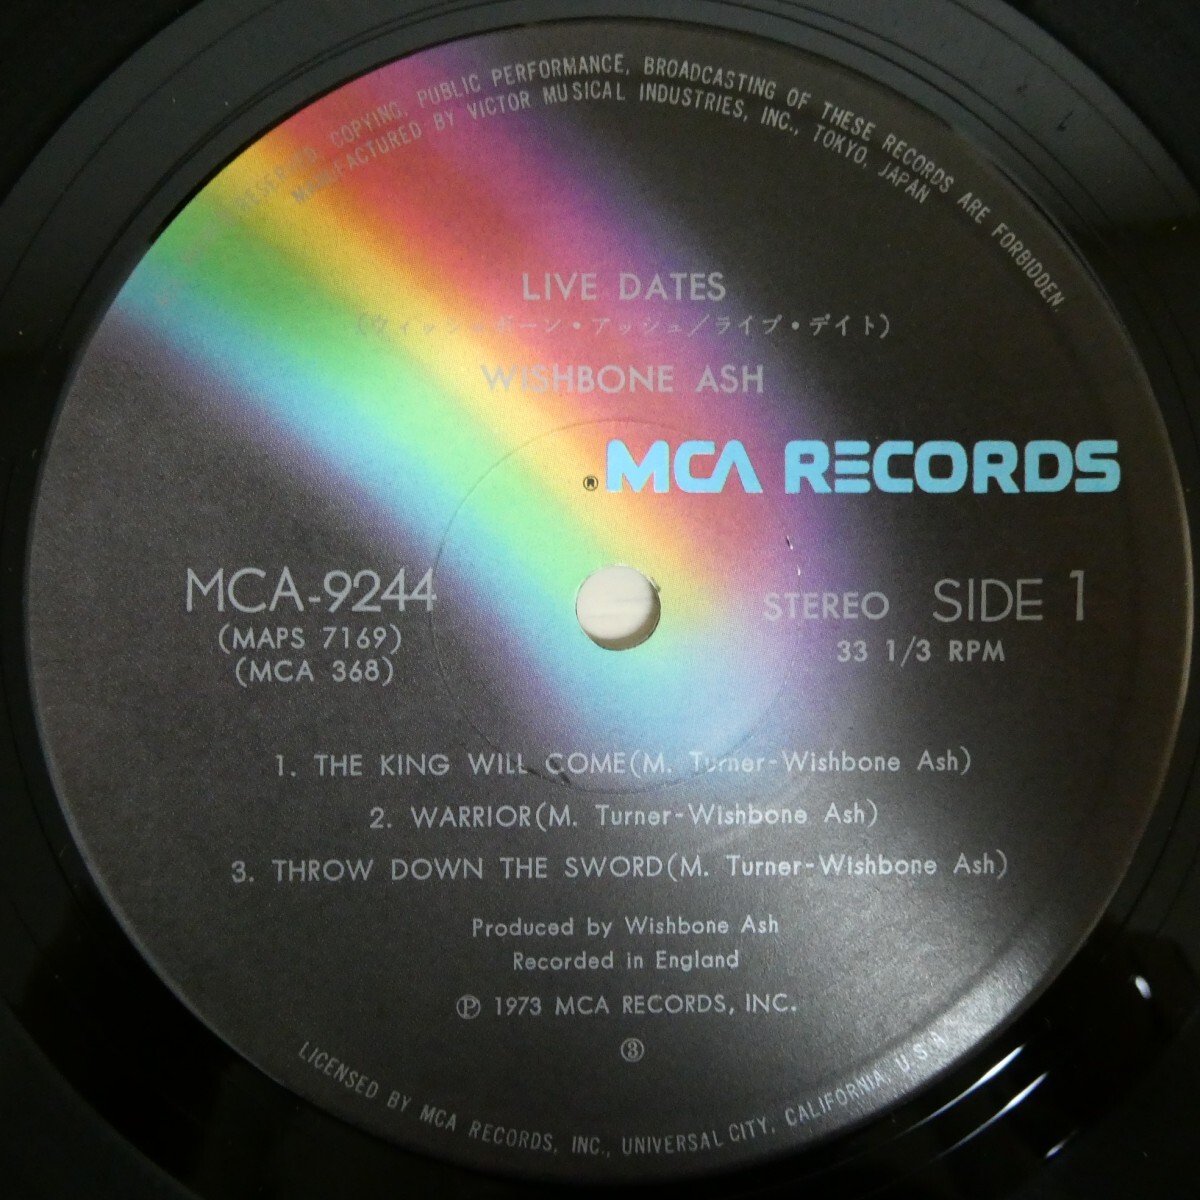 RESERVED. COPYING, PUBLIC PERFORMANCE, BROADCASTING OF THESE RECORDS ARE FORBIDDEN.
MANUFACTURED BY VICTOR MUSICAL INDUSTRIES, INC., TOKYO, JAPAN
LIVE DATES
(ウィッシュボーン・アッシュ/ライブ・デイト)
WISHBONE ASH
® MCA RECORDS
MCA-9244
(MAPS 7169)
(MCA 368)
STEREO SIDE 1
33 1/3 RPM
1. THE KING WILL COME(M. Turner-Wishbone Ash)
2. WARRIOR(M. Turner-Wishbone Ash)
3. THROW DOWN THE SWORD(M. Turner-Wishbone Ash)
Produced by Wishbone Ash
Recorded in England
Ⓟ 1973 MCA RECORDS, INC.
③
LICENSED BY MCA RECORDS, INC., UNIVERSAL CITY, CALIFORNIA, U.S.A.